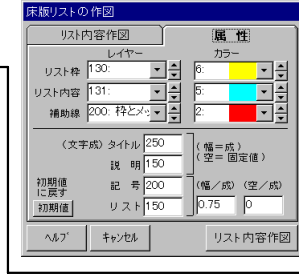 床版リストの作図
リスト内容作図 属 性
レイヤー カラー
リスト枠 130: 6:
リスト内容 131: 5:
補助線 200: 枠とメッ 2:
(文字成) タイトル 250 (幅=成)
説 明 150 (空= 固定値)
初期値に戻す 記 号 200 (幅/成) (空/成)
初期値 リ ス ト 150 0.75 0
ヘルプ キャンセル リスト内容作図